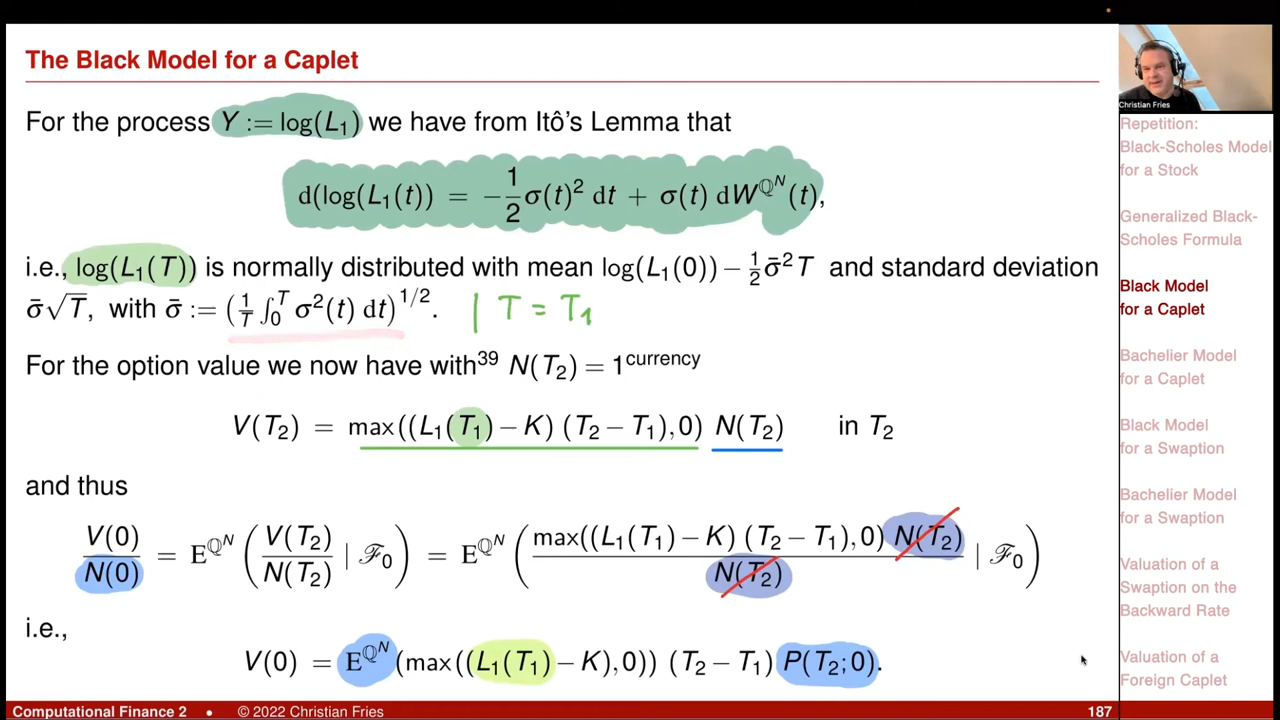 The Black Model for a Caplet
For the process Y := log(L₁) we have from Itô's Lemma that
d(log(L₁(t)) = −1/2 σ(t)² dt + σ(t) dW^{ℚ^N}(t),
i.e., log(L₁(T)) is normally distributed with mean log(L₁(0)) − ½σ̄²T and standard deviation
σ̄√T, with σ̄ := (1/T ∫₀ᵀ σ²(t) dt)^{1/2}. | T = T₁
For the option value we now have with³⁹ N(T₂) = 1^{currency}
V(T₂) = max((L₁(T₁) − K) (T₂ − T₁), 0) N(T₂) in T₂
and thus
V(0)/N(0) = E^{ℚ^N} ( V(T₂)/N(T₂) | ℱ₀ ) = E^{ℚ^N} ( max((L₁(T₁) − K) (T₂ − T₁), 0) N(T₂) / N(T₂) | ℱ₀ )
i.e.,
V(0) = E^{ℚ^N} (max((L₁(T₁) − K), 0)) (T₂ − T₁) P(T₂; 0).
Computational Finance 2 • © 2022 Christian Fries 187
Christian Fries
Repetition:
Black-Scholes Model
for a Stock
Generalized Black-
Scholes Formula
Black Model
for a Caplet
Bachelier Model
for a Caplet
Black Model
for a Swaption
Bachelier Model
for a Swaption
Valuation of a
Swaption on the
Backward Rate
Valuation of a
Foreign Caplet